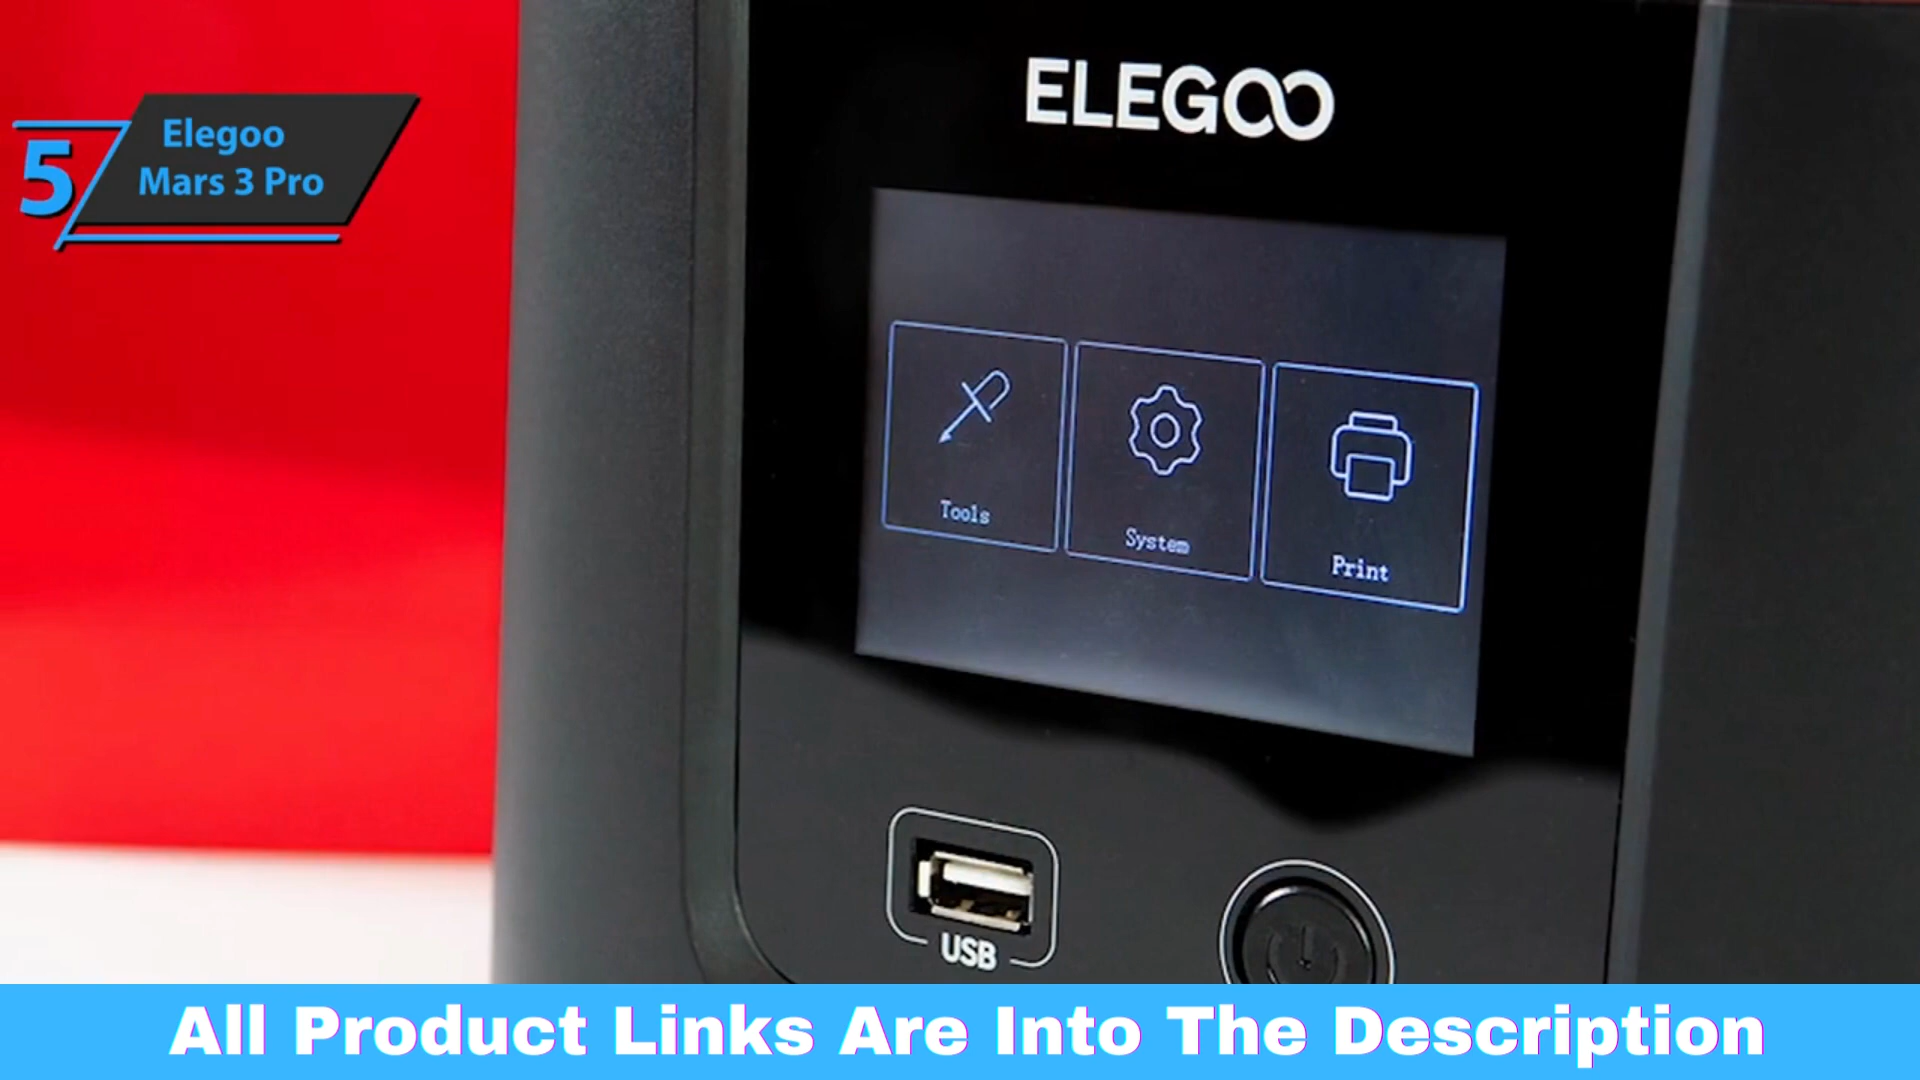 ELEGOO
5
Elegoo
Mars 3 Pro
Tools
System
Print
USB
All Product Links Are Into The Description